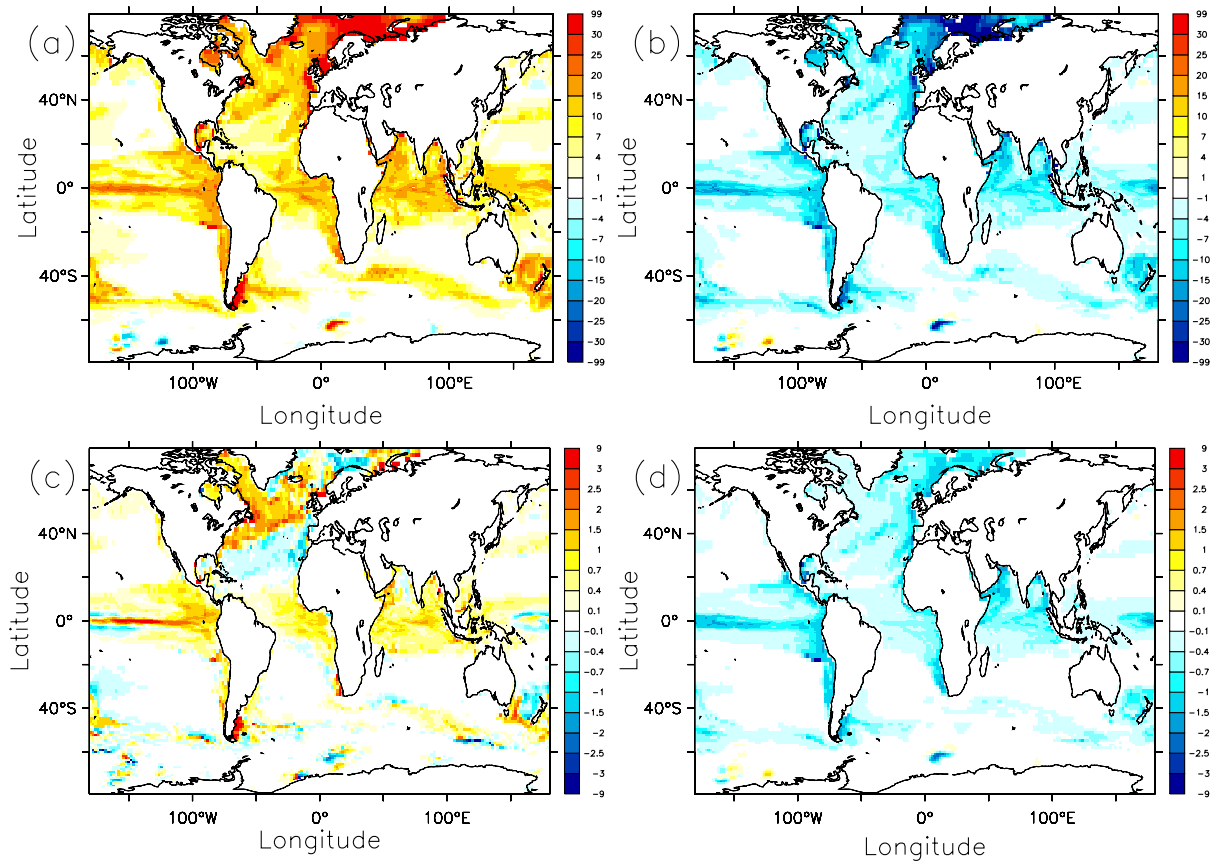 (a)
Latitude
40°N
0°
40°S
100°W
0°
100°E
Longitude
99
30
25
20
15
10
7
4
1
-1
-4
-7
-10
-15
-20
-25
-30
-99
(b)
Latitude
40°N
0°
40°S
100°W
0°
100°E
Longitude
99
30
25
20
15
10
7
4
1
-1
-4
-7
-10
-15
-20
-25
-30
-99
(c)
Latitude
40°N
0°
40°S
100°W
0°
100°E
Longitude
9
3
2.5
2
1.5
1
0.7
0.4
0.1
-0.1
-0.4
-0.7
-1
-1.5
-2
-2.5
-3
-9
(d)
Latitude
40°N
0°
40°S
100°W
0°
100°E
Longitude
9
3
2.5
2
1.5
1
0.7
0.4
0.1
-0.1
-0.4
-0.7
-1
-1.5
-2
-2.5
-3
-9